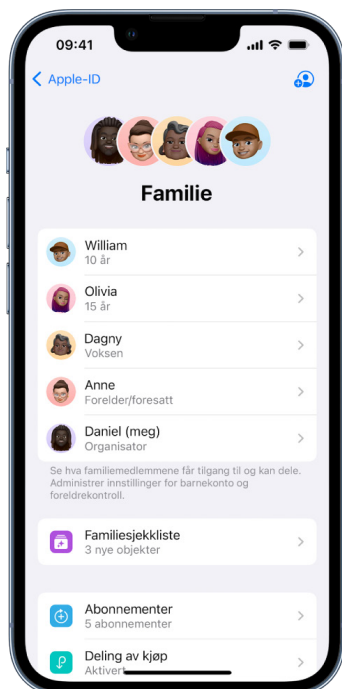 09:41
Apple-ID
Familie
William
10 år
Olivia
15 år
Dagny
Voksen
Anne
Forelder/foresatt
Daniel (meg)
Organisator
Se hva familiemedlemmene får tilgang til og kan dele.
Administrer innstillinger for barnekonto og
foreldrekontroll.
Familiesjekkliste
3 nye objekter
Abonnementer
5 abonnementer
Deling av kjøp
Aktivert